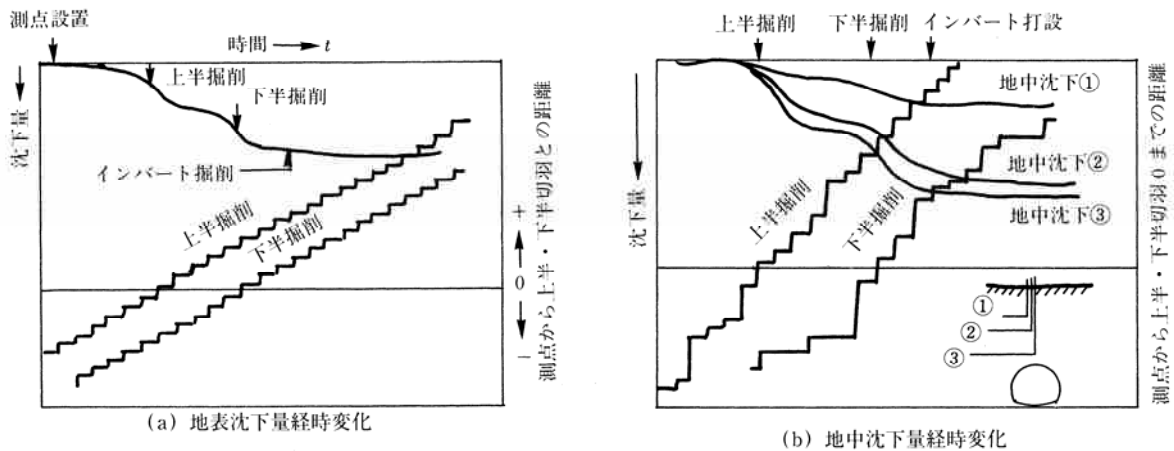 測点設置
時間 → t
上半掘削
下半掘削
沈下量
インバート掘削
上半掘削
下半掘削
+
0
−
測点から上半・下半切羽との距離
(a) 地表沈下量経時変化
上半掘削 下半掘削 インバート打設
沈下量
地中沈下①
地中沈下②
地中沈下③
上半掘削
下半掘削
①
②
③
測点から上半・下半切羽0までの距離
(b) 地中沈下量経時変化